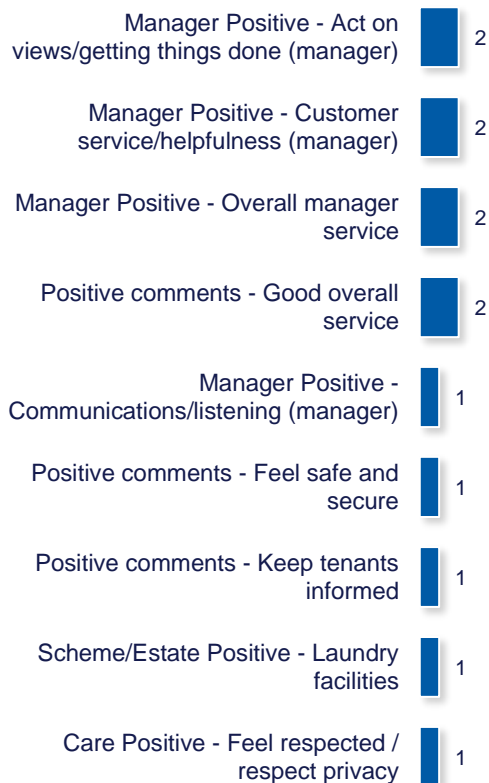 Manager Positive - Act on
views/getting things done (manager)
2
Manager Positive - Customer
service/helpfulness (manager)
2
Manager Positive - Overall manager
service
2
Positive comments - Good overall
service
2
Manager Positive -
Communications/listening (manager)
1
Positive comments - Feel safe and
secure
1
Positive comments - Keep tenants
informed
1
Scheme/Estate Positive - Laundry
facilities
1
Care Positive - Feel respected /
respect privacy
1